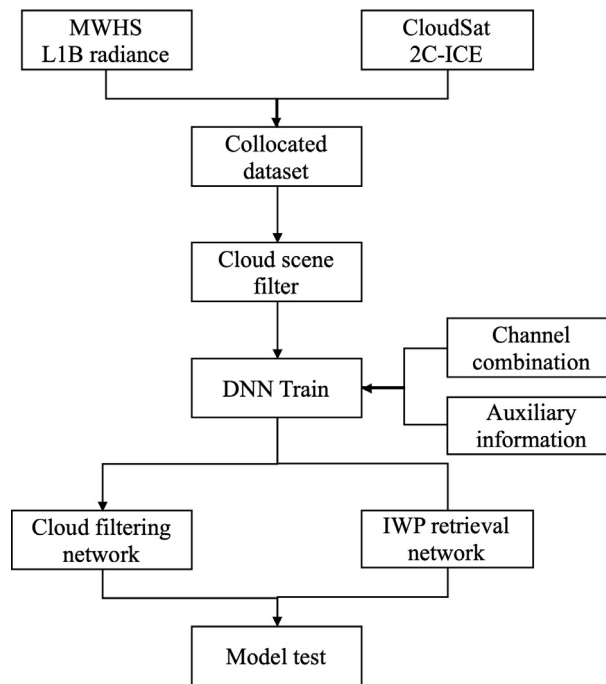 MWHS
L1B radiance
CloudSat
2C-ICE
Collocated
dataset
Cloud scene
filter
Channel
combination
DNN Train
Auxiliary
information
Cloud filtering
network
IWP retrieval
network
Model test